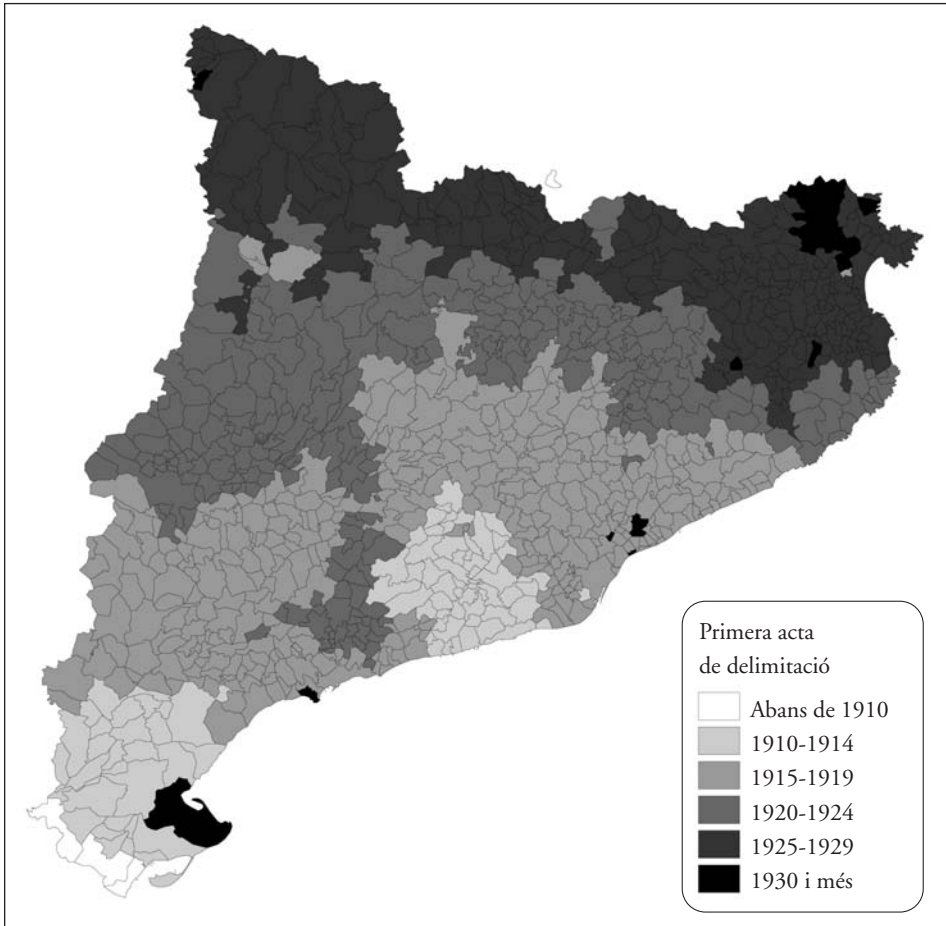 Primera acta
de delimitació
Abans de 1910
1910-1914
1915-1919
1920-1924
1925-1929
1930 i més